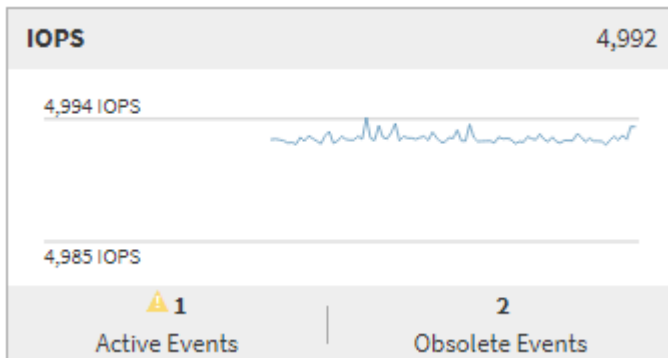 IOPS 4,992
4,994 IOPS
4,985 IOPS
1 2
Active Events Obsolete Events